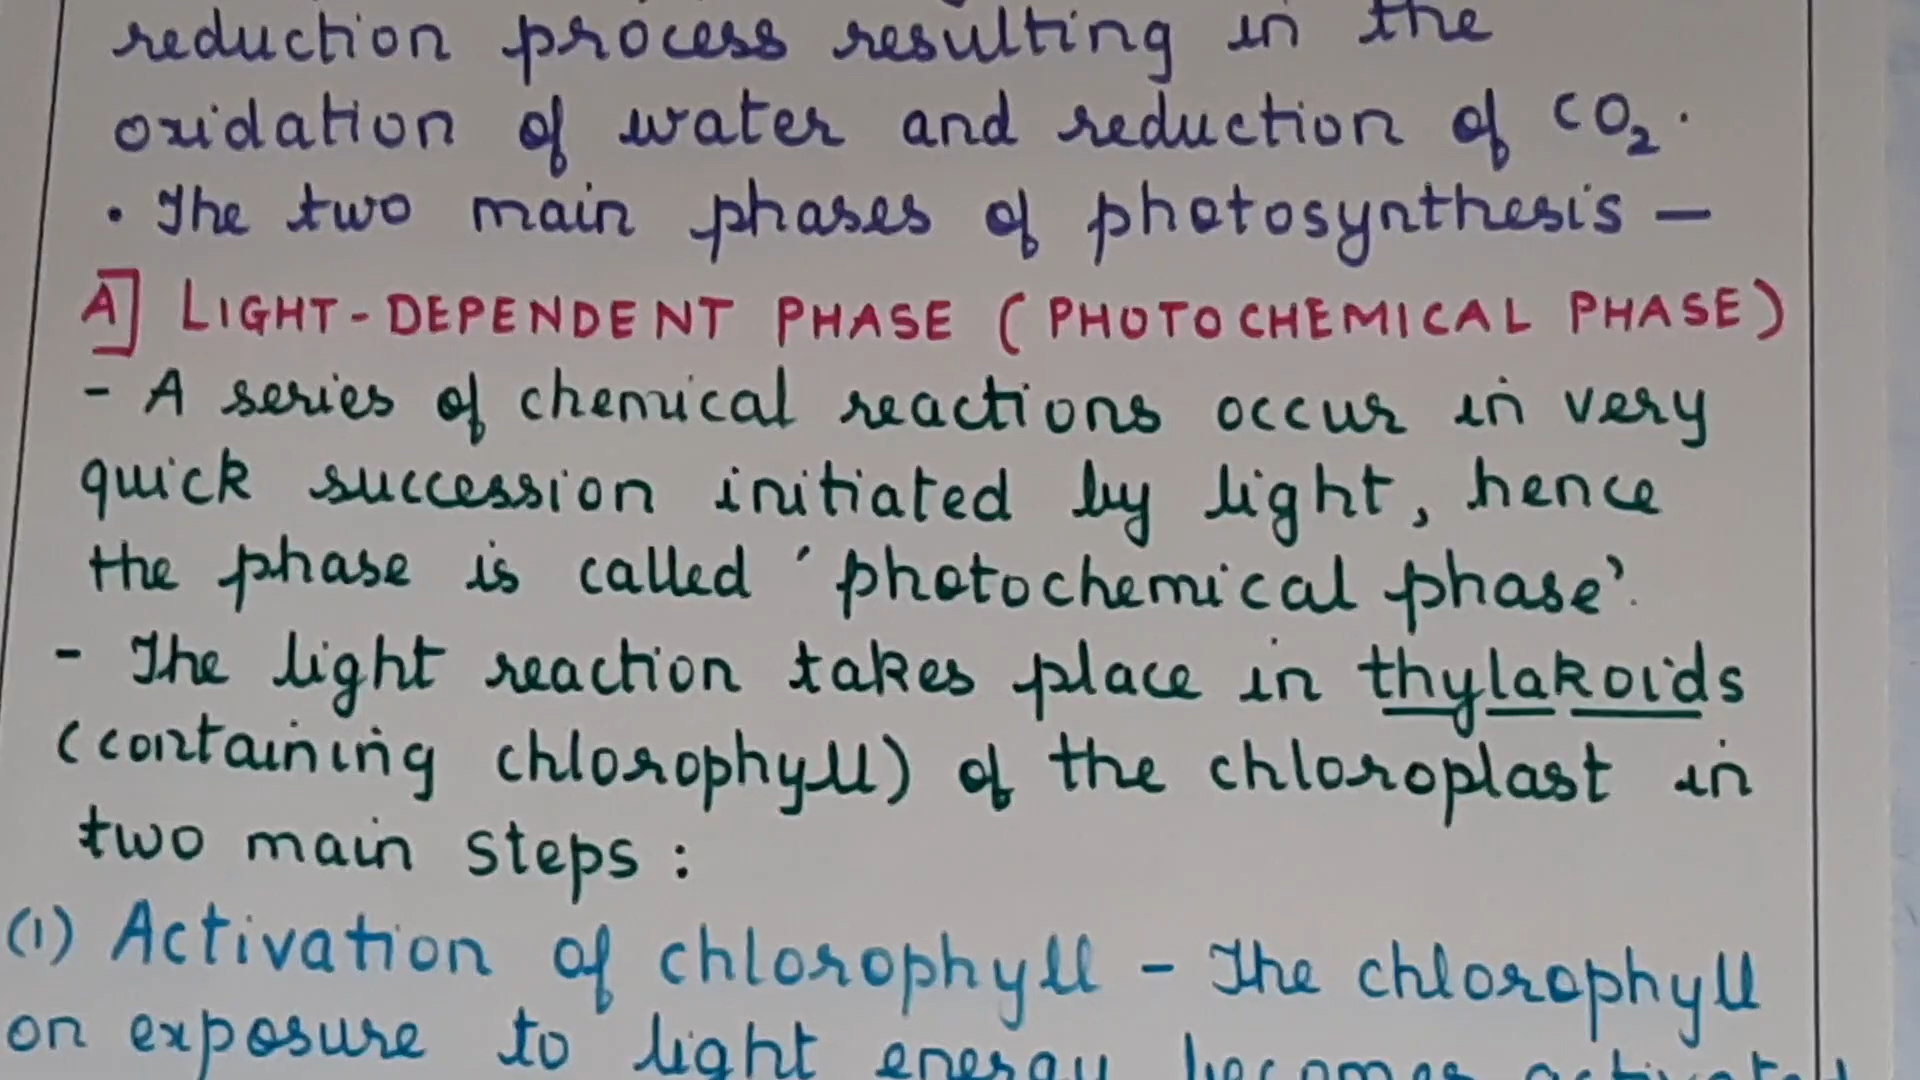 reduction process resulting in the
oxidation of water and reduction of CO₂.
• The two main phases of photosynthesis —
A] LIGHT-DEPENDENT PHASE (PHOTOCHEMICAL PHASE)
- A series of chemical reactions occur in very
quick succession initiated by light, hence
the phase is called 'photochemical phase'.
- The light reaction takes place in thylakoids
(containing chlorophyll) of the chloroplast in
two main steps :
(1) Activation of chlorophyll - The chlorophyll
on exposure to light energy becomes activated